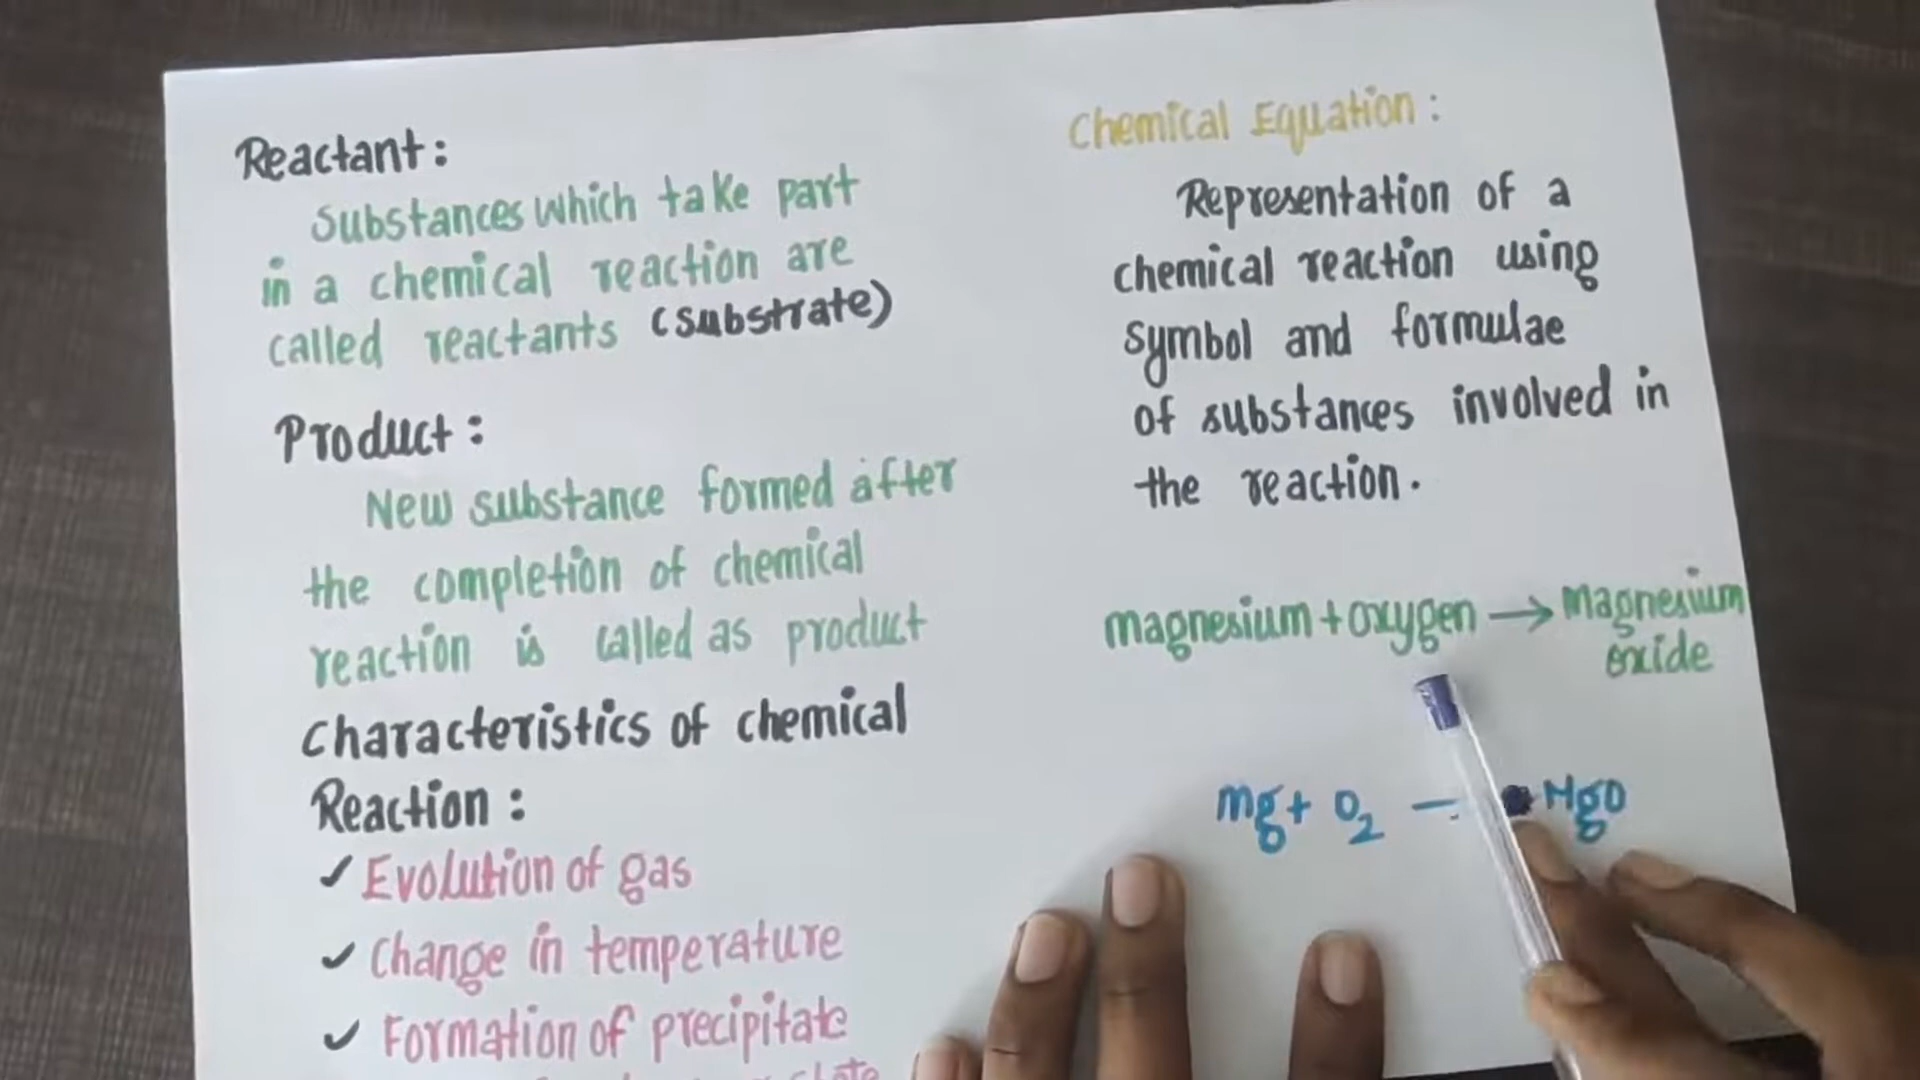 Reactant:
Substances which take part
in a chemical reaction are
called reactants (substrate)
Product:
New substance formed after
the completion of chemical
reaction is called as product
Characteristics of chemical
Reaction:
✓ Evolution of gas
✓ Change in temperature
✓ Formation of precipitate
Chemical Equation:
Representation of a
chemical reaction using
symbol and formulae
of substances involved in
the reaction.
magnesium + oxygen → Magnesium
oxide
Mg + O₂ — MgO